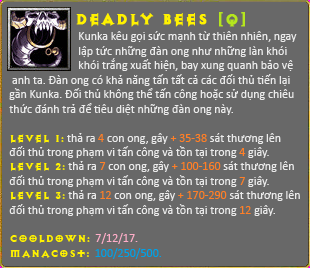 DEADLY BEES [Q]
Kunka kêu gọi sức mạnh từ thiên nhiên, ngay
lập tức những đàn ong như những làn khói
khói trắng xuất hiện, bay xung quanh bảo vệ
anh ta. Đàn ong có khả năng tấn tất cả các đối thủ tiến lại
gần Kunka. Đối thủ không thể tấn công hoặc sử dụng chiêu
thức đánh trả để tiêu diệt những đàn ong này.
LEVEL 1: thả ra 4 con ong, gây + 35-38 sát thương lên
đối thủ trong phạm vi tấn công và tồn tại trong 4 giây.
LEVEL 2: thả ra 7 con ong, gây + 100-160 sát thương lên
đối thủ trong phạm vi tấn công và tồn tại trong 7 giây.
LEVEL 3: thả ra 12 con ong, gây + 170-290 sát thương lên
đối thủ trong phạm vi tấn công và tồn tại trong 12 giây.
COOLDOWN: 7/12/17.
MANACOST: 100/250/500.